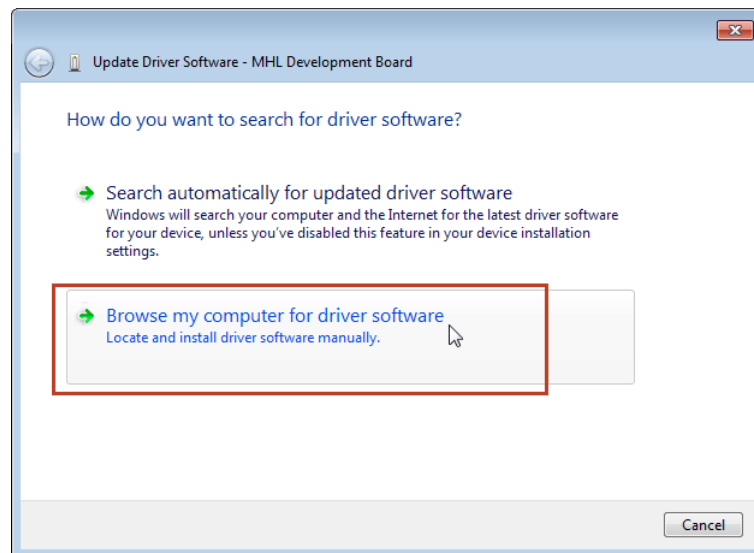 Update Driver Software - MHL Development Board
How do you want to search for driver software?
Search automatically for updated driver software
Windows will search your computer and the Internet for the latest driver software
for your device, unless you've disabled this feature in your device installation
settings.
Browse my computer for driver software
Locate and install driver software manually.
Cancel